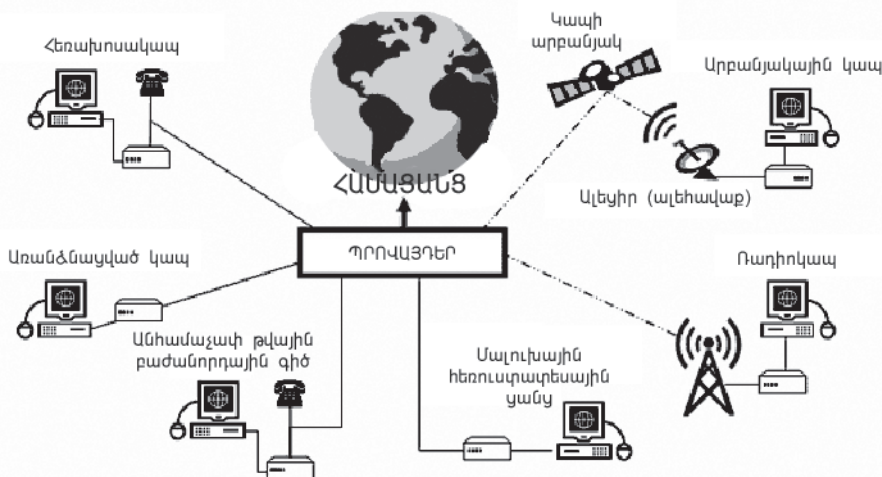 Հեռախոսակապ
Կապի
արբանյակ
Արբանյակային կապ
ՀԱՄԱՑԱՆՑ
Ալեցիր (ալեհավաք)
Առանձնացված կապ
ՊՐՈՎԱՅԴԵՐ
Ռադիոկապ
Անհամաչափ թվային
բաժանորդային գիծ
Մալուխային
հեռուստատեսային
ցանց